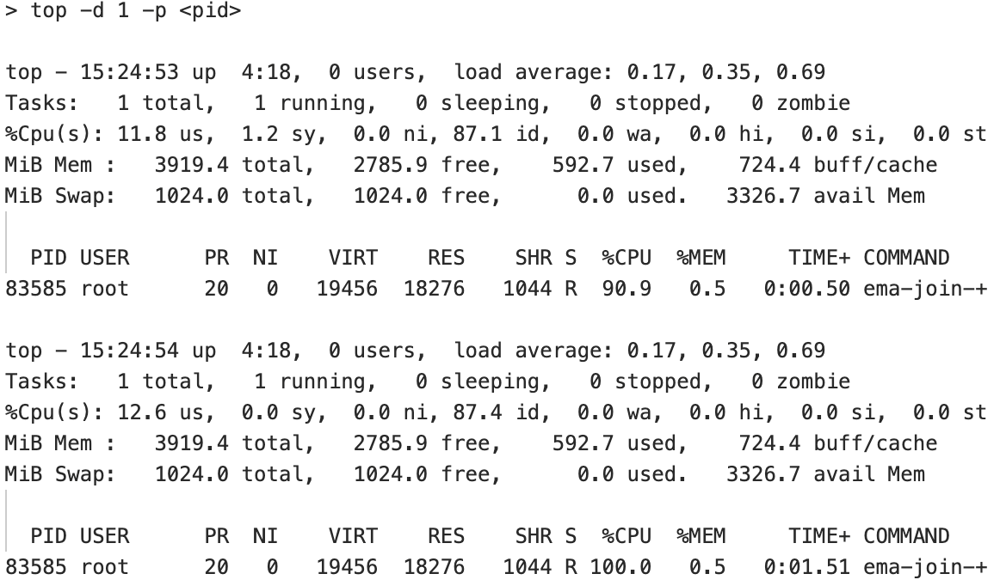 > top -d 1 -p <pid>
top - 15:24:53 up  4:18,  0 users,  load average: 0.17, 0.35, 0.69
Tasks:   1 total,   1 running,   0 sleeping,   0 stopped,   0 zombie
%Cpu(s): 11.8 us,  1.2 sy,  0.0 ni, 87.1 id,  0.0 wa,  0.0 hi,  0.0 si,  0.0 st
MiB Mem :   3919.4 total,   2785.9 free,    592.7 used,    724.4 buff/cache
MiB Swap:   1024.0 total,   1024.0 free,      0.0 used.   3326.7 avail Mem
  PID USER      PR  NI    VIRT    RES    SHR S  %CPU  %MEM     TIME+ COMMAND
83585 root      20   0   19456  18276   1044 R  90.9   0.5   0:00.50 ema-join-+
top - 15:24:54 up  4:18,  0 users,  load average: 0.17, 0.35, 0.69
Tasks:   1 total,   1 running,   0 sleeping,   0 stopped,   0 zombie
%Cpu(s): 12.6 us,  0.0 sy,  0.0 ni, 87.4 id,  0.0 wa,  0.0 hi,  0.0 si,  0.0 st
MiB Mem :   3919.4 total,   2785.9 free,    592.7 used,    724.4 buff/cache
MiB Swap:   1024.0 total,   1024.0 free,      0.0 used.   3326.7 avail Mem
  PID USER      PR  NI    VIRT    RES    SHR S  %CPU  %MEM     TIME+ COMMAND
83585 root      20   0   19456  18276   1044 R 100.0   0.5   0:01.51 ema-join-+